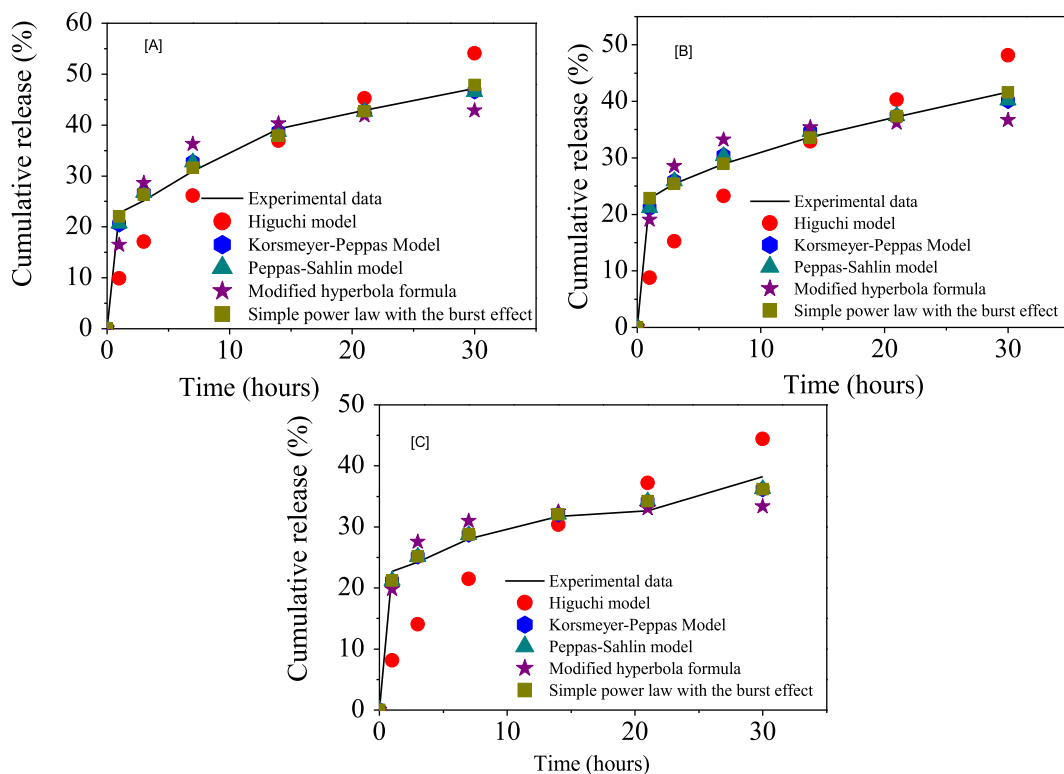 [A]
Cumulative release (%)
60
50
40
30
20
10
0
Experimental data
Higuchi model
Korsmeyer-Peppas Model
Peppas-Sahlin model
Modified hyperbola formula
Simple power law with the burst effect
0 10 20 30
Time (hours)
[B]
Cumulative release (%)
50
40
30
20
10
0
Experimental data
Higuchi model
Korsmeyer-Peppas Model
Peppas-Sahlin model
Modified hyperbola formula
Simple power law with the burst effect
0 10 20 30
Time (hours)
[C]
Cumulative release (%)
50
40
30
20
10
0
Experimental data
Higuchi model
Korsmeyer-Peppas Model
Peppas-Sahlin model
Modified hyperbola formula
Simple power law with the burst effect
0 10 20 30
Time (hours)